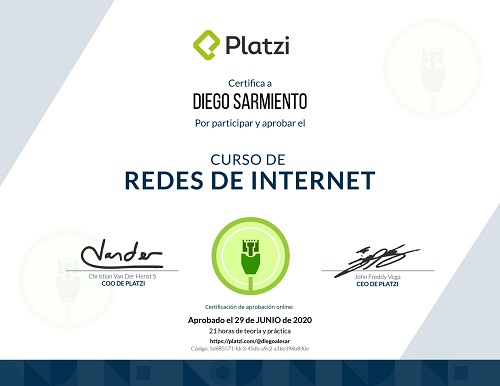 Platzi
Certifica a
DIEGO SARMIENTO
Por participar y aprobar el
CURSO DE
REDES DE INTERNET
Christian Van Der Henst S
COO DE PLATZI
John Freddy Vega
CEO DE PLATZI
Certificación de aprobación online:
Aprobado el 29 de JUNIO de 2020
21 horas de teoría y práctica
https://platzi.com/@diegoalesar
Código: